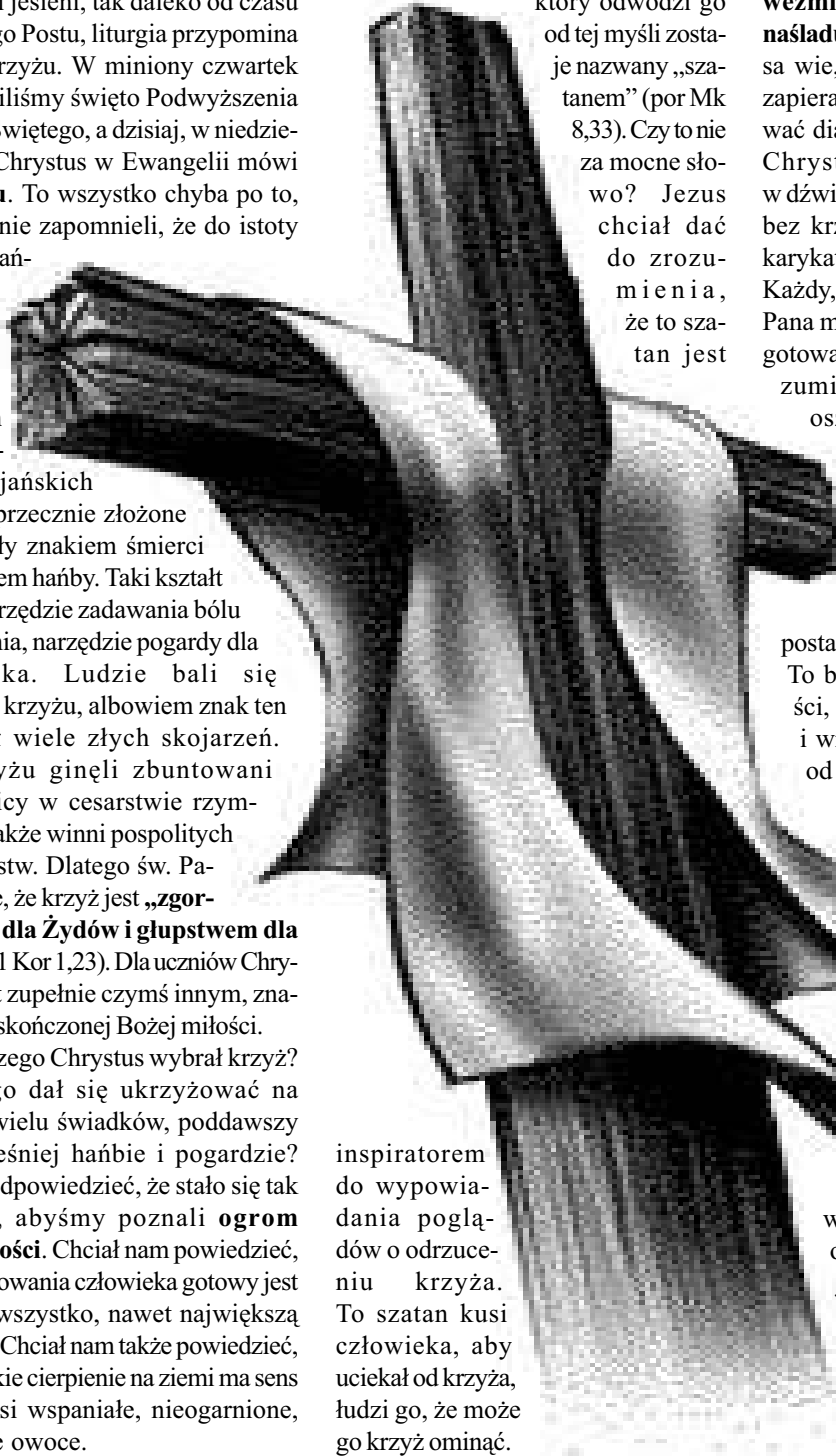 i jesieni, tak daleko od czasu
go Postu, liturgia przypomina
rzyżu. W miniony czwartek
iliśmy święto Podwyższenia
więtego, a dzisiaj, w niedzie-
Chrystus w Ewangelii mówi
u. To wszystko chyba po to,
nie zapomnieli, że do istoty
ań-
jańskich
przecznie złożone
ły znakiem śmierci
em hańby. Taki kształt
rzędzie zadawania bólu
nia, narzędzie pogardy dla
ka. Ludzie bali się
krzyżu, albowiem znak ten
wiele złych skojarzeń.
yżu ginęli zbuntowani
icy w cesarstwie rzym-
akże winni pospolitych
stw. Dlatego św. Pa-
e, że krzyż jest „zgor-
dla Żydów i głupstwem dla
1 Kor 1,23). Dla uczniów Chry-
t zupełnie czymś innym, zna-
skończonej Bożej miłości.
zego Chrystus wybrał krzyż?
go dał się ukrzyżować na
wielu świadków, poddawszy
eśniej hańbie i pogardzie?
dpowiedzieć, że stało się tak
, abyśmy poznali ogrom
ości. Chciał nam powiedzieć,
owania człowieka gotowy jest
wszystko, nawet największą
Chciał nam także powiedzieć,
kie cierpienie na ziemi ma sens
si wspaniałe, nieogarnione,
e owoce.
który odwodzi go
od tej myśli zosta-
je nazwany „sza-
tanem” (por Mk
8,33). Czy to nie
za mocne sło-
wo? Jezus
chciał dać
do zrozu-
mienia,
że to sza-
tan jest
inspiratorem
do wypowia-
dania poglą-
dów o odrzuce-
niu krzyża.
To szatan kusi
człowieka, aby
uciekał od krzyża,
łudzi go, że może
go krzyż ominąć.
weźmi
naśladu
sa wie,
zapiera
wać dia
Chryst
w dźwi
bez krz
karykat
Każdy,
Pana m
gotowa
zumi
os
posta
To b
ści,
i w
od
w